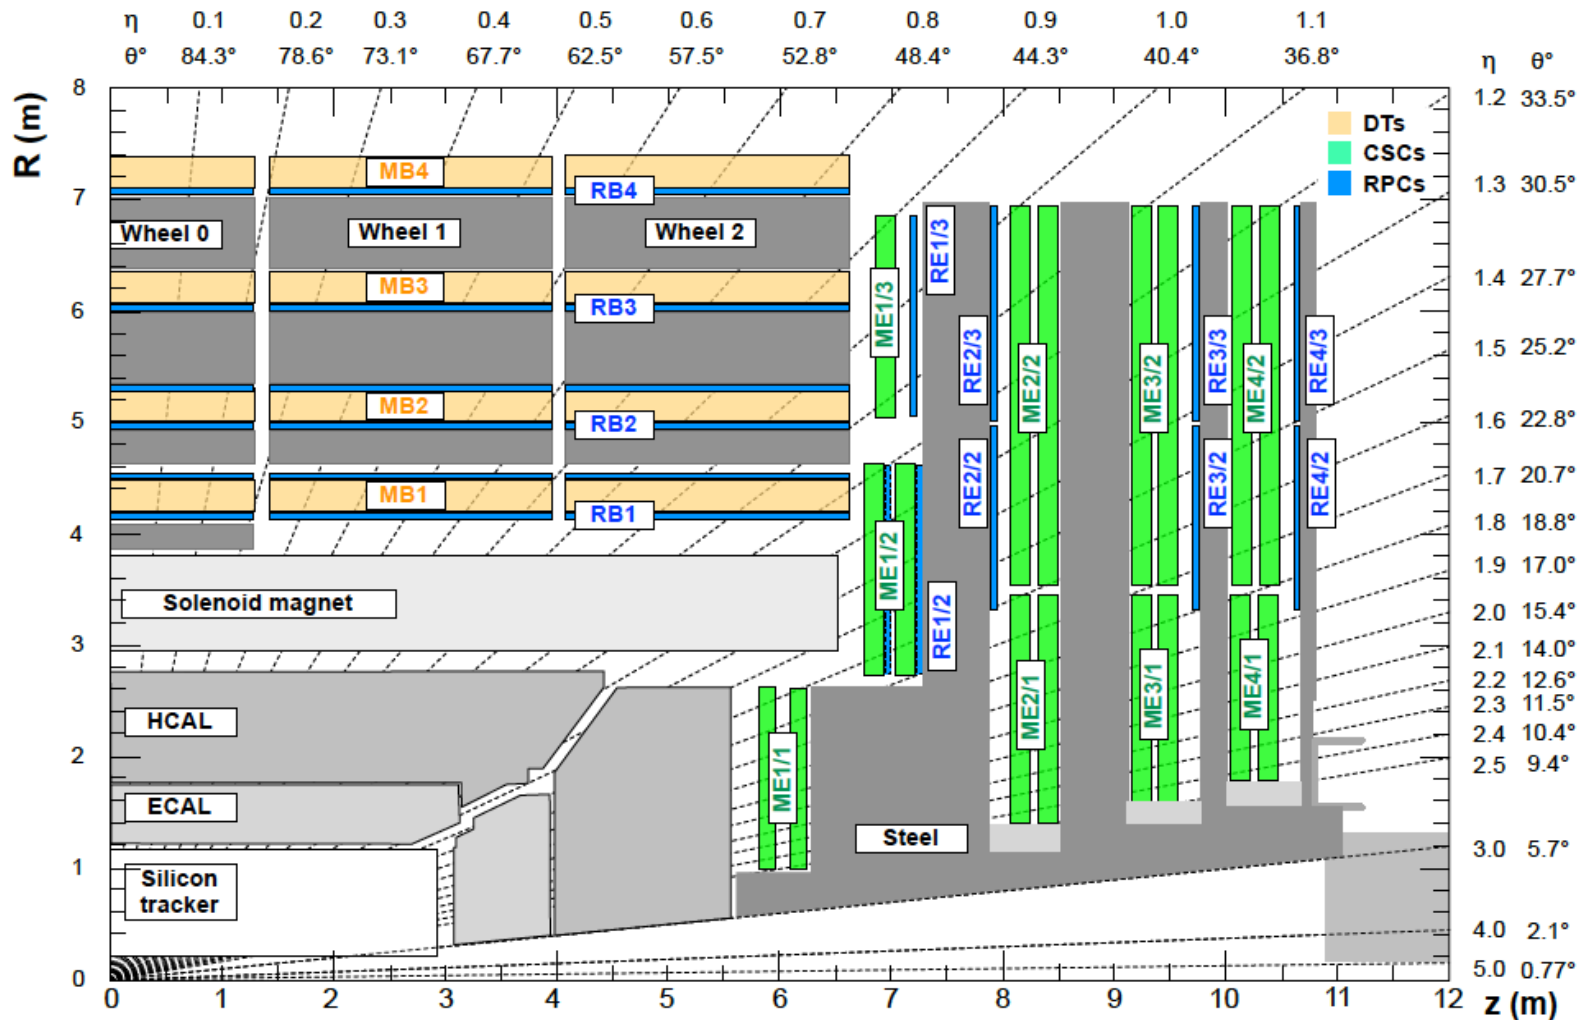 η 0.1 0.2 0.3 0.4 0.5 0.6 0.7 0.8 0.9 1.0 1.1
θ° 84.3° 78.6° 73.1° 67.7° 62.5° 57.5° 52.8° 48.4° 44.3° 40.4° 36.8° η θ°
R (m)
8
7
6
5
4
3
2
1
0
1.2 33.5°
1.3 30.5°
1.4 27.7°
1.5 25.2°
1.6 22.8°
1.7 20.7°
1.8 18.8°
1.9 17.0°
2.0 15.4°
2.1 14.0°
2.2 12.6°
2.3 11.5°
2.4 10.4°
2.5 9.4°
3.0 5.7°
4.0 2.1°
5.0 0.77°
DTs
CSCs
RPCs
MB4
RB4
Wheel 0
Wheel 1
Wheel 2
MB3
RB3
MB2
RB2
MB1
RB1
Solenoid magnet
HCAL
ECAL
Silicon
tracker
Steel
ME1/1
ME1/2
ME1/3
RE1/3
RE1/2
RE2/3
RE2/2
ME2/2
ME2/1
ME3/2
ME3/1
RE3/3
RE3/2
ME4/2
ME4/1
RE4/3
RE4/2
0 1 2 3 4 5 6 7 8 9 10 11 12
z (m)